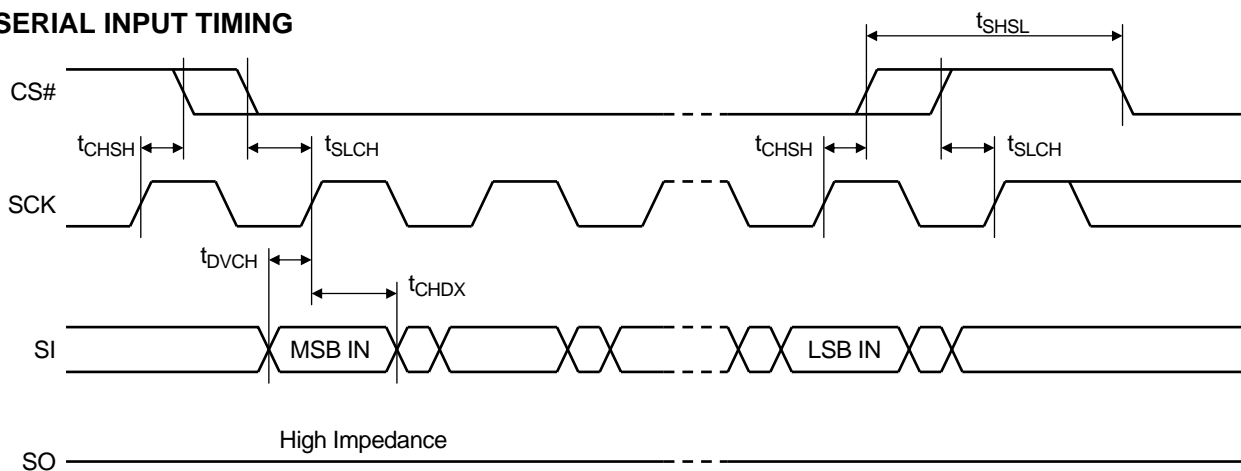 SERIAL INPUT TIMING
tSHSL
CS#
tCHSH
tSLCH
tCHSH
tSLCH
SCK
tDVCH
tCHDX
SI
MSB IN
LSB IN
High Impedance
SO